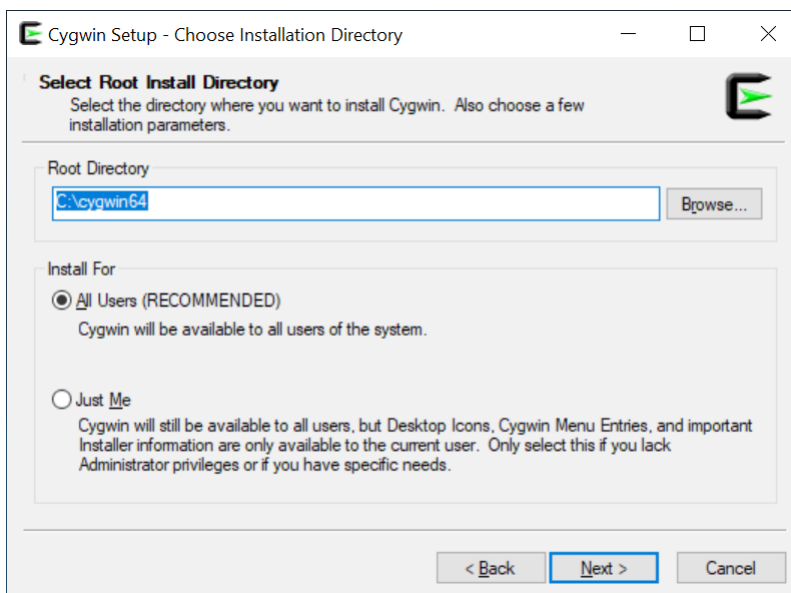 Cygwin Setup - Choose Installation Directory
Select Root Install Directory
Select the directory where you want to install Cygwin. Also choose a few
installation parameters.
Root Directory
C:\cygwin64
Browse...
Install For
All Users (RECOMMENDED)
Cygwin will be available to all users of the system.
Just Me
Cygwin will still be available to all users, but Desktop Icons, Cygwin Menu Entries, and important
Installer information are only available to the current user. Only select this if you lack
Administrator privileges or if you have specific needs.
< Back
Next >
Cancel